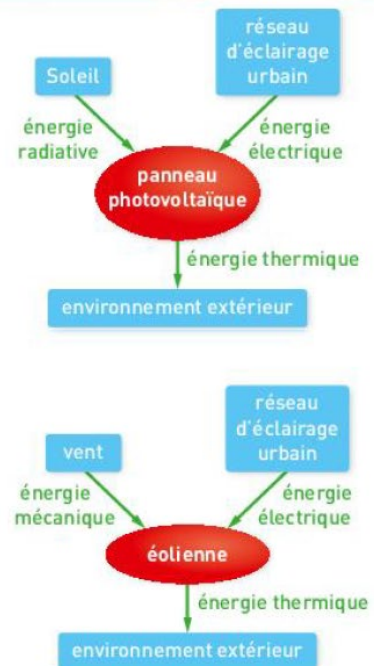 réseau
d'éclairage
urbain
Soleil
énergie
radiative
énergie
électrique
panneau
photovoltaïque
énergie thermique
environnement extérieur
réseau
d'éclairage
urbain
vent
énergie
mécanique
énergie
électrique
éolienne
énergie thermique
environnement extérieur